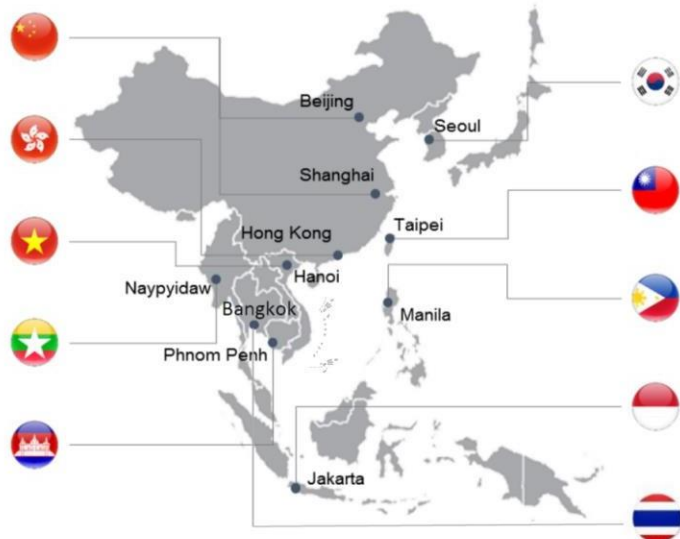 Beijing
Seoul
Shanghai
Taipei
Hong Kong
Hanoi
Naypyidaw
Bangkok
Manila
Phnom Penh
Jakarta